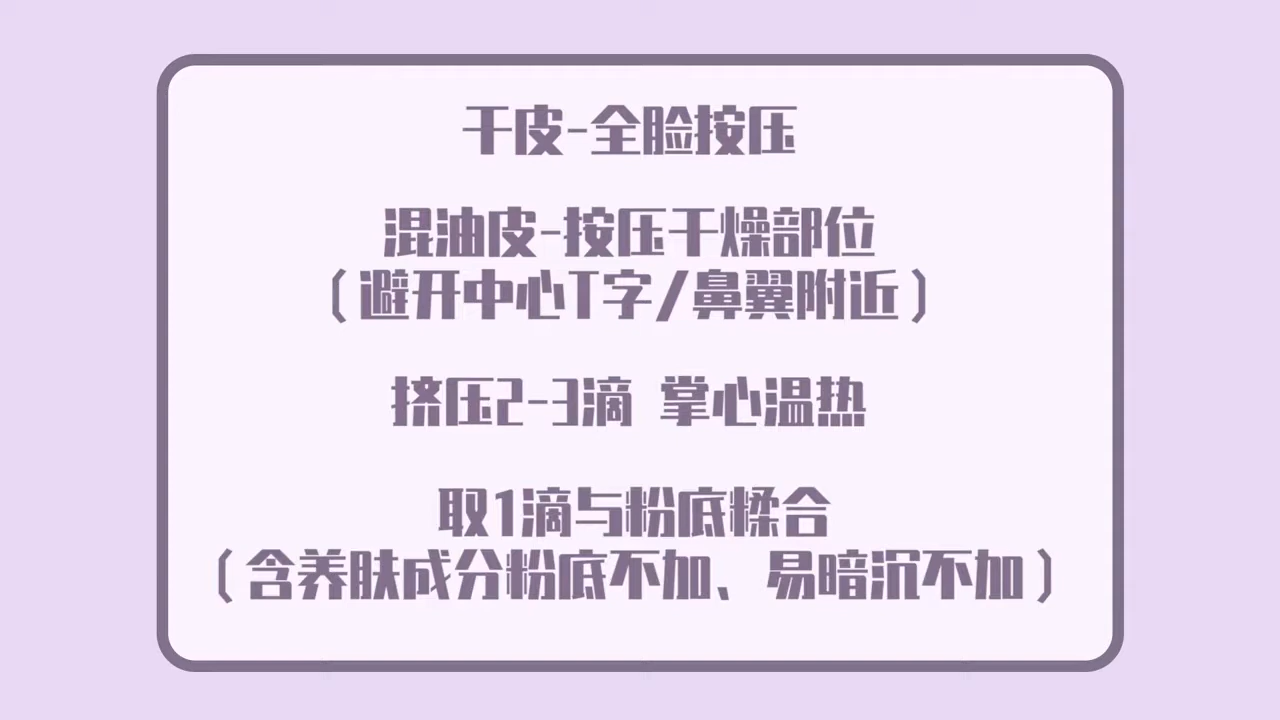 干皮-全脸按压
混油皮-按压干燥部位
（避开中心T字/鼻翼附近）
挤压2-3滴 掌心温热
取1滴与粉底糅合
（含养肤成分粉底不加、易暗沉不加）